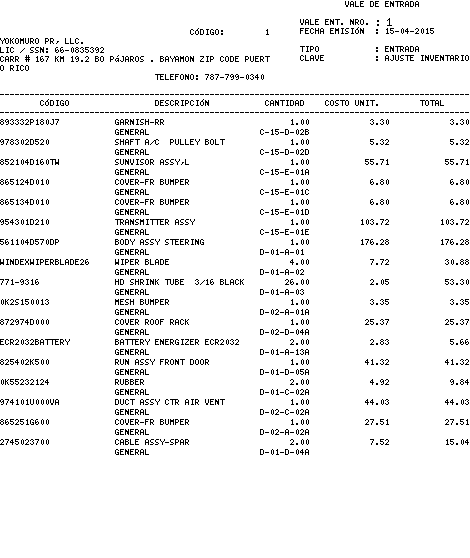 VALE DE ENTRADA
VALE ENT. NRO. : 1
CÓDIGO: 1 FECHA EMISIÓN : 15-04-2015
YOKOMURO PR, LLC.
LIC / SSN: 66-0835392 TIPO : ENTRADA
CARR # 167 KM 19.2 BO PÁJAROS . BAYAMON ZIP CODE PUERT CLAVE : AJUSTE INVENTARIO
O RICO
TELEFONO: 787-799-0340
CÓDIGO DESCRIPCIÓN CANTIDAD COSTO UNIT. TOTAL
893332P180J7 GARNISH-RR 1.00 3.30 3.30
GENERAL C-15-D-02B
978302D520 SHAFT A/C PULLEY BOLT 1.00 5.32 5.32
GENERAL C-15-D-02D
852104D160TW SUNVISOR ASSY,L 1.00 55.71 55.71
GENERAL C-15-E-01A
865124D010 COVER-FR BUMPER 1.00 6.80 6.80
GENERAL C-15-E-01C
865134D010 COVER-FR BUMPER 1.00 6.80 6.80
GENERAL C-15-E-01D
954301D210 TRANSMITTER ASSY 1.00 103.72 103.72
GENERAL C-15-E-01E
561104D570DP BODY ASSY STEERING 1.00 176.28 176.28
GENERAL D-01-A-01
WINDEXWIPERBLADE26 WIPER BLADE 4.00 7.72 30.88
GENERAL D-01-A-02
771-9316 HD SHRINK TUBE 3/16 BLACK 26.00 2.05 53.30
GENERAL D-01-A-03
0K2S150013 MESH BUMPER 1.00 3.35 3.35
GENERAL D-02-A-01A
872974D000 COVER ROOF RACK 1.00 25.37 25.37
GENERAL D-02-D-04A
ECR2032BATTERY BATTERY ENERGIZER ECR2032 2.00 2.83 5.66
GENERAL D-01-A-13A
825402K500 RUN ASSY FRONT DOOR 1.00 41.32 41.32
GENERAL D-01-D-05A
0K55232124 RUBBER 2.00 4.92 9.84
GENERAL D-01-C-02A
974101U000VA DUCT ASSY CTR AIR VENT 1.00 44.03 44.03
GENERAL D-02-C-02A
865251G600 COVER-FR BUMPER 1.00 27.51 27.51
GENERAL D-02-A-02A
2745023700 CABLE ASSY-SPAR 2.00 7.52 15.04
GENERAL D-01-D-04A